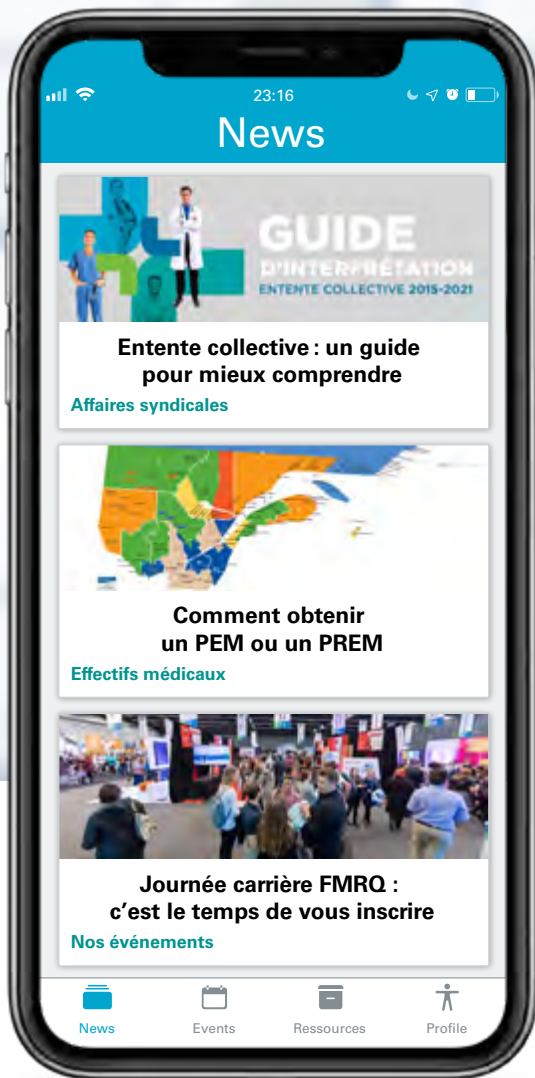 23:16
News
GUIDE
D'INTERPRÉTATION
ENTENTE COLLECTIVE 2015-2021
Entente collective : un guide
pour mieux comprendre
Affaires syndicales
Comment obtenir
un PEM ou un PREM
Effectifs médicaux
Journée carrière FMRQ :
c'est le temps de vous inscrire
Nos événements
News Events Ressources Profile